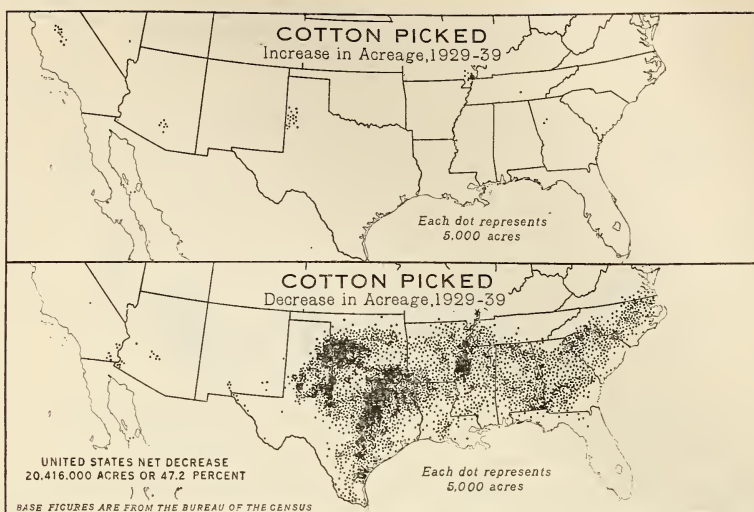 COTTON PICKED
Increase in Acreage, 1929-39
Each dot represents
5,000 acres
COTTON PICKED
Decrease in Acreage, 1929-39
UNITED STATES NET DECREASE
20.416.000 ACRES OR 47.2 PERCENT
Each dot represents
5,000 acres
BASE FIGURES ARE FROM THE BUREAU OF THE CENSUS